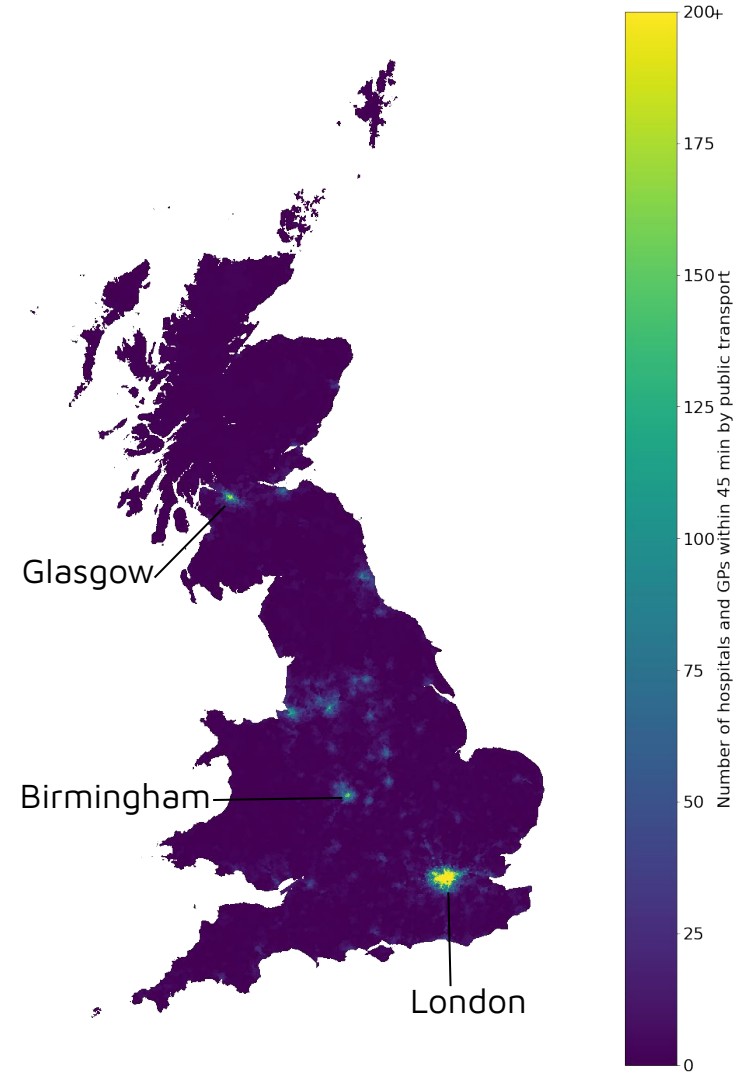 200+
175
150
125
100
75
50
25
0
Number of hospitals and GPs within 45 min by public transport
Glasgow
Birmingham
London